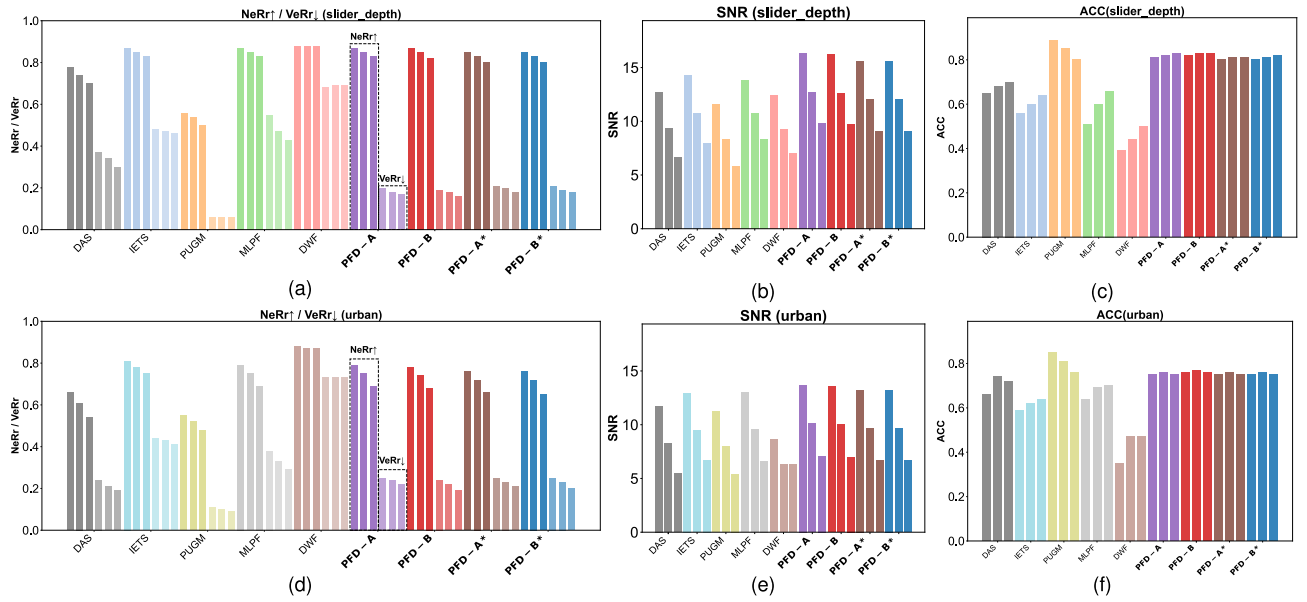 NeRr↑ / VeRr↓ (slider_depth)
NeRr / VeRr
1.0
0.8
0.6
0.4
0.2
0.0
NeRr↑
VeRr↓
DAS
IETS
PUGM
MLPF
DWF
PFD – A
PFD – B
PFD – A*
PFD – B*
(a)
SNR (slider_depth)
SNR
15
10
5
0
DAS
IETS
PUGM
MLPF
DWF
PFD – A
PFD – B
PFD – A*
PFD – B*
(b)
ACC(slider_depth)
ACC
0.8
0.6
0.4
0.2
0.0
DAS
IETS
PUGM
MLPF
DWF
PFD – A
PFD – B
PFD – A*
PFD – B*
(c)
NeRr↑ / VeRr↓ (urban)
NeRr / VeRr
1.0
0.8
0.6
0.4
0.2
0.0
NeRr↑
VeRr↓
DAS
IETS
PUGM
MLPF
DWF
PFD – A
PFD – B
PFD – A*
PFD – B*
(d)
SNR (urban)
SNR
15
10
5
0
DAS
IETS
PUGM
MLPF
DWF
PFD – A
PFD – B
PFD – A*
PFD – B*
(e)
ACC(urban)
ACC
0.8
0.6
0.4
0.2
0.0
DAS
IETS
PUGM
MLPF
DWF
PFD – A
PFD – B
PFD – A*
PFD – B*
(f)